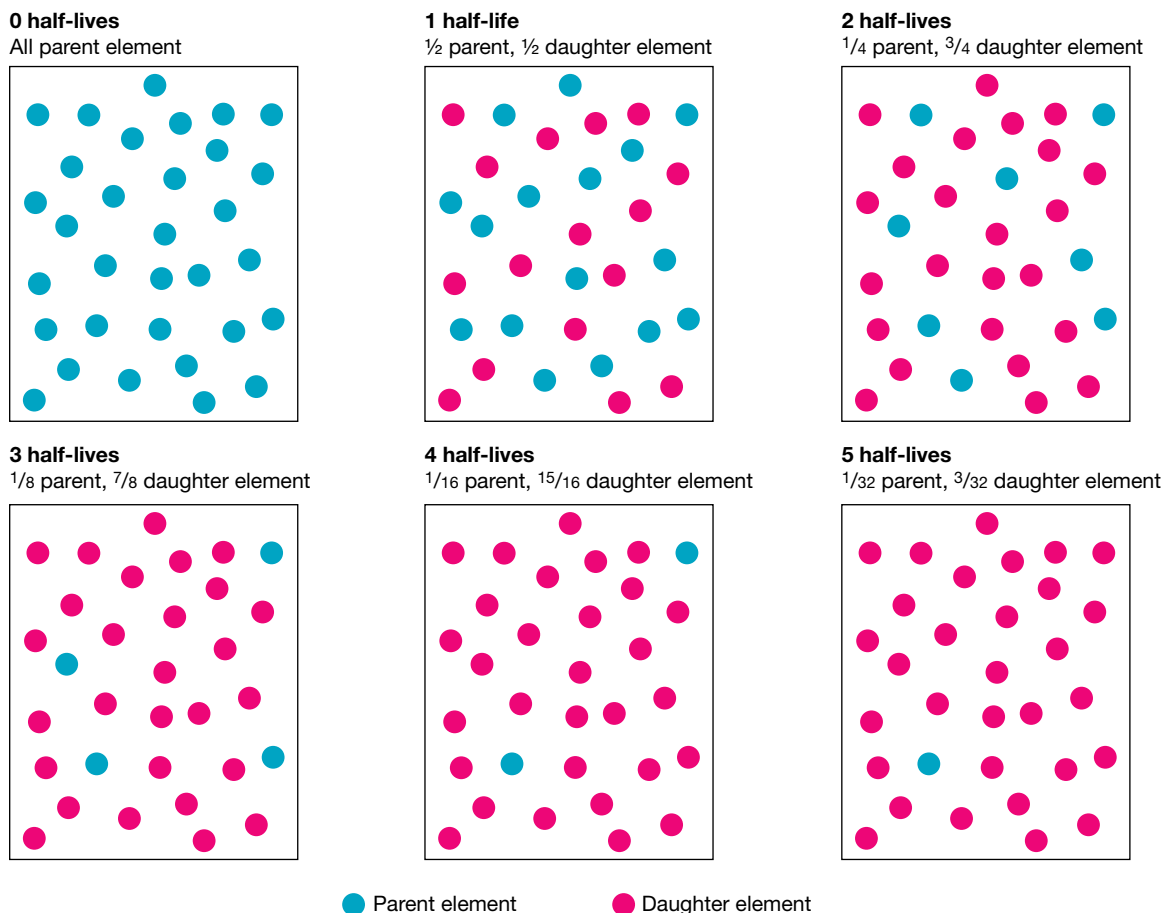 0 half-lives
All parent element
1 half-life
½ parent, ½ daughter element
2 half-lives
1/4 parent, 3/4 daughter element
3 half-lives
1/8 parent, 7/8 daughter element
4 half-lives
1/16 parent, 15/16 daughter element
5 half-lives
1/32 parent, 3/32 daughter element
Parent element
Daughter element